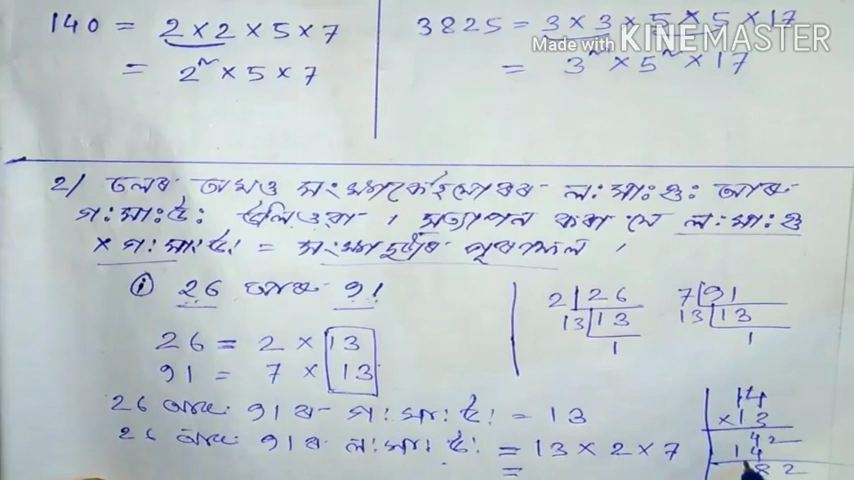 140 = 2 × 2 × 5 × 7
= 2² × 5 × 7
3825 = 3 × 3 × 5 × 5 × 17
Made with KINEMASTER
= 3² × 5² × 17
2/ তলৰ অখণ্ড সংখ্যাকেইযোৰৰ ল: সা: গু: আৰু
গ: সা: উ: উলিওৱা । সত্যাপন কৰা যে ল: সা: গু
× গ: সা: উ: = সংখ্যা দুটাৰ পূৰণফল ।
i 26 আৰু 91
26 = 2 × 13
91 = 7 × 13
2 26
13 13
1
7 91
13 13
1
26 আৰু 91 ৰ গ: সা: উ: = 13
26 আৰু 91 ৰ ল: সা: উ: = 13 × 2 × 7
=
14
×13
42
14
82